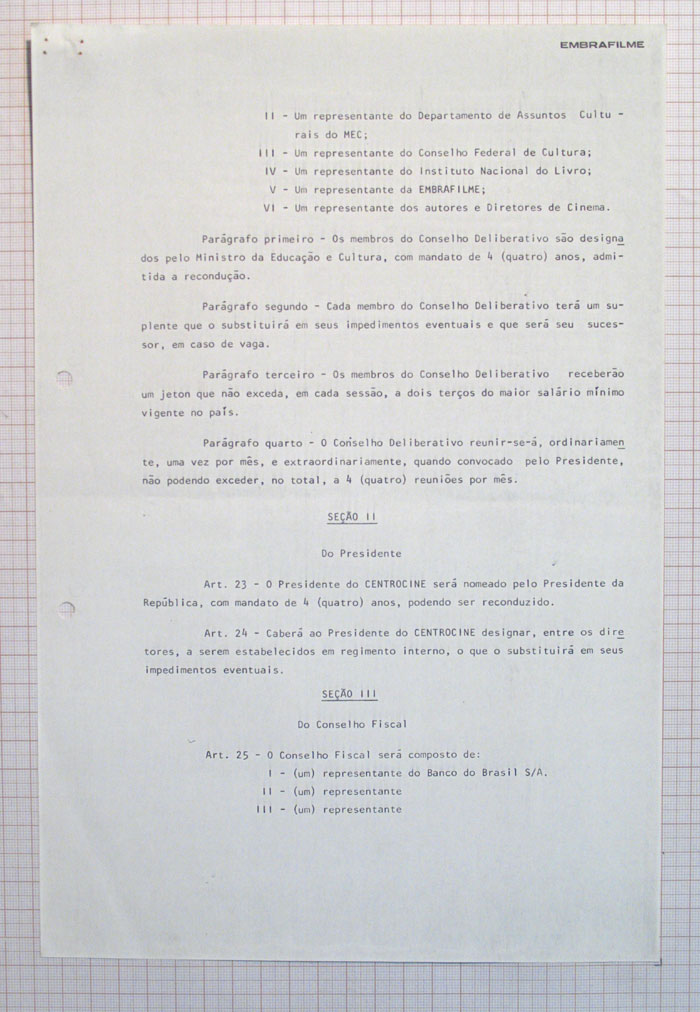 EMBRAFILME
II - Um representante do Departamento de Assuntos Cultu -
rais do MEC;
III - Um representante do Conselho Federal de Cultura;
IV - Um representante do Instituto Nacional do Livro;
V - Um representante da EMBRAFILME;
VI - Um representante dos autores e Diretores de Cinema.
Parágrafo primeiro - Os membros do Conselho Deliberativo são designa
dos pelo Ministro da Educação e Cultura, com mandato de 4 (quatro) anos, admi-
tida a recondução.
Parágrafo segundo - Cada membro do Conselho Deliberativo terá um su-
plente que o substituirá em seus impedimentos eventuais e que será seu suces-
sor, em caso de vaga.
Parágrafo terceiro - Os membros do Conselho Deliberativo receberão
um jeton que não exceda, em cada sessão, a dois terços do maior salário mínimo
vigente no país.
Parágrafo quarto - O Conselho Deliberativo reunir-se-á, ordinariamen
te, uma vez por mês, e extraordinariamente, quando convocado pelo Presidente,
não podendo exceder, no total, a 4 (quatro) reuniões por mês.
SEÇÃO II
Do Presidente
Art. 23 - O Presidente do CENTROCINE será nomeado pelo Presidente da
República, com mandato de 4 (quatro) anos, podendo ser reconduzido.
Art. 24 - Caberá ao Presidente do CENTROCINE designar, entre os dire
tores, a serem estabelecidos em regimento interno, o que o substituirá em seus
impedimentos eventuais.
SEÇÃO III
Do Conselho Fiscal
Art. 25 - O Conselho Fiscal será composto de:
I - (um) representante do Banco do Brasil S/A.
II - (um) representante
III - (um) representante